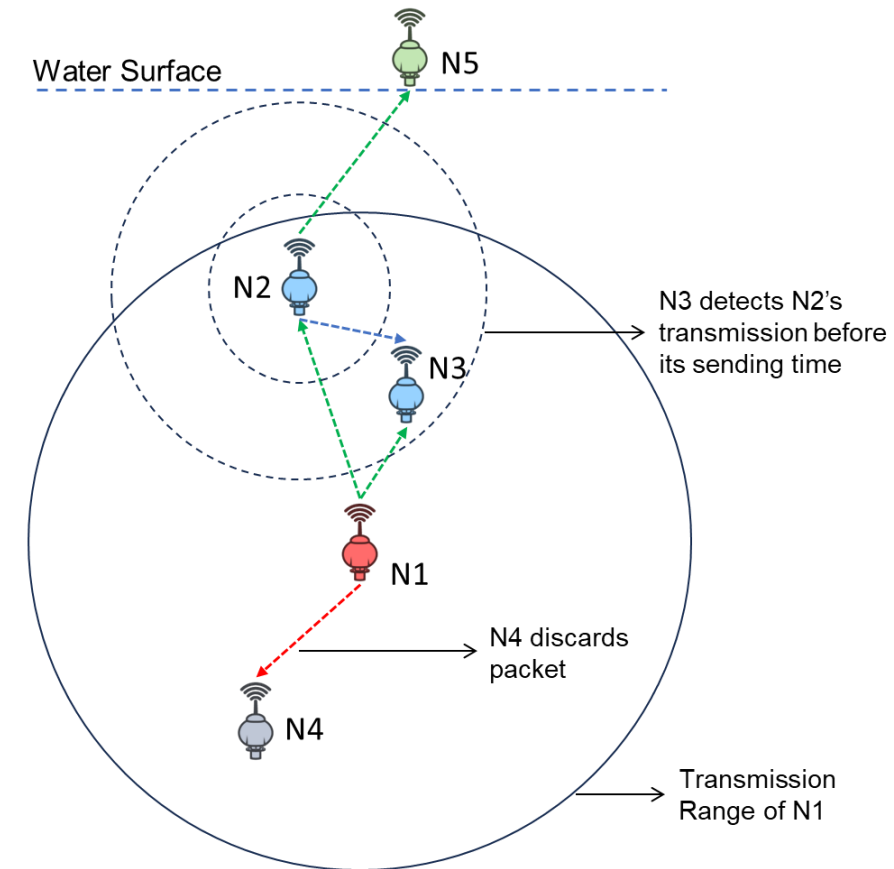 N5
Water Surface
N2
N3 detects N2’s
transmission before
its sending time
N3
N1
N4 discards
packet
N4
Transmission
Range of N1